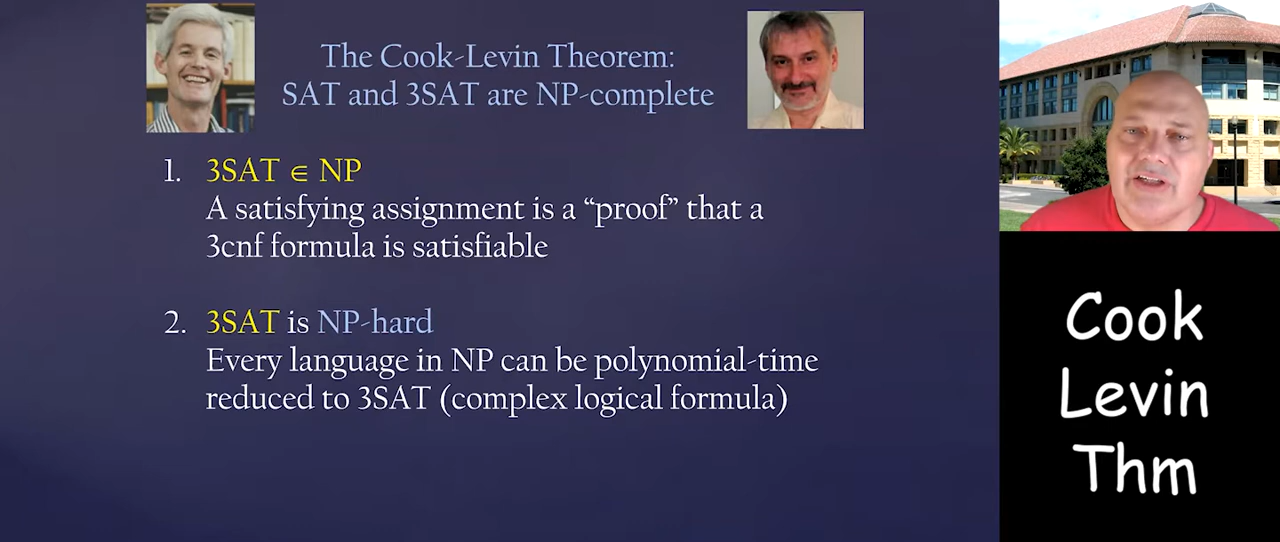 The Cook-Levin Theorem:
SAT and 3SAT are NP-complete
1. 3SAT ∈ NP
A satisfying assignment is a “proof” that a
3cnf formula is satisfiable
2. 3SAT is NP-hard
Every language in NP can be polynomial-time
reduced to 3SAT (complex logical formula)
Cook
Levin
Thm